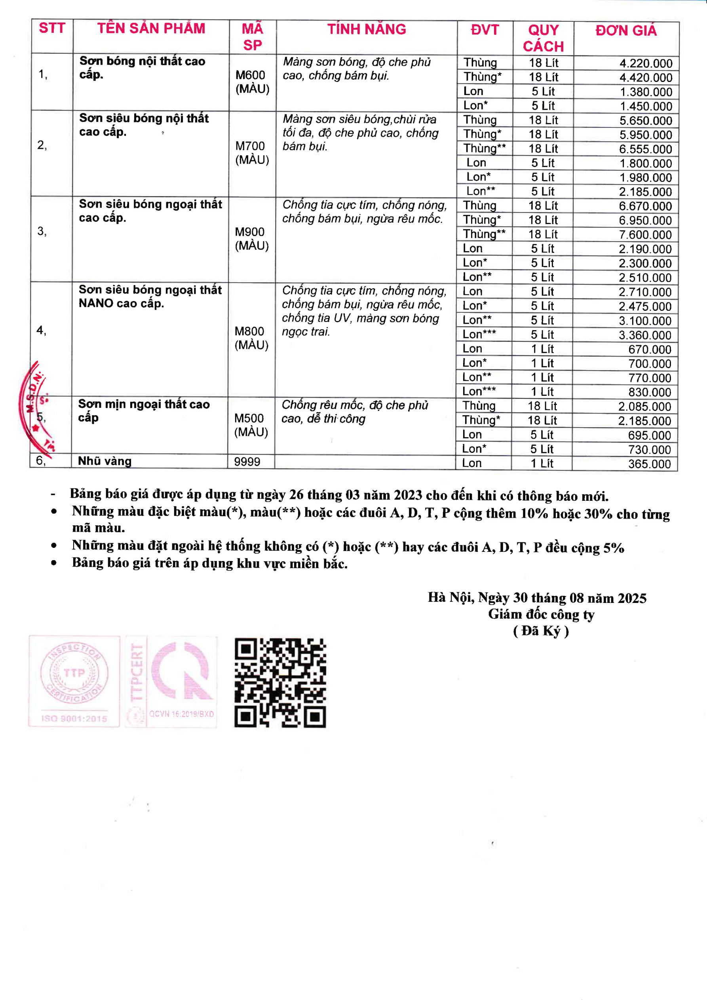 STT TÊN SẢN PHẨM MÃ SP TÍNH NĂNG ĐVT QUY CÁCH ĐƠN GIÁ
1, Sơn bóng nội thất cao cấp. M600 (MÀU) Màng sơn bóng, độ che phủ cao, chống bám bụi. Thùng 18 Lít 4.220.000
Thùng* 18 Lít 4.420.000
Lon 5 Lít 1.380.000
Lon* 5 Lít 1.450.000
2, Sơn siêu bóng nội thất cao cấp. M700 (MÀU) Màng sơn siêu bóng,chùi rửa tối đa, độ che phủ cao, chống bám bụi. Thùng 18 Lít 5.650.000
Thùng* 18 Lít 5.950.000
Thùng** 18 Lít 6.555.000
Lon 5 Lít 1.800.000
Lon* 5 Lít 1.980.000
Lon** 5 Lít 2.185.000
3, Sơn siêu bóng ngoại thất cao cấp. M900 (MÀU) Chống tia cực tím, chống nóng, chống bám bụi, ngừa rêu mốc. Thùng 18 Lít 6.670.000
Thùng* 18 Lít 6.950.000
Thùng** 18 Lít 7.600.000
Lon 5 Lít 2.190.000
Lon* 5 Lít 2.300.000
Lon** 5 Lít 2.510.000
4, Sơn siêu bóng ngoại thất NANO cao cấp. M800 (MÀU) Chống tia cực tím, chống nóng, chống bám bụi, ngừa rêu mốc, chống tia UV, màng sơn bóng ngọc trai. Lon 5 Lít 2.710.000
Lon* 5 Lít 2.475.000
Lon** 5 Lít 3.100.000
Lon*** 5 Lít 3.360.000
Lon 1 Lít 670.000
Lon* 1 Lít 700.000
Lon** 1 Lít 770.000
Lon*** 1 Lít 830.000
M.S.D.N:
5, Sơn mịn ngoại thất cao cấp M500 (MÀU) Chống rêu mốc, độ che phủ cao, dễ thi công Thùng 18 Lít 2.085.000
Thùng* 18 Lít 2.185.000
Lon 5 Lít 695.000
Lon* 5 Lít 730.000
6, Nhũ vàng 9999 Lon 1 Lít 365.000
- Bảng báo giá được áp dụng từ ngày 26 tháng 03 năm 2023 cho đến khi có thông báo mới.
• Những màu đặc biệt màu(*), màu(**) hoặc các đuôi A, D, T, P cộng thêm 10% hoặc 30% cho từng
mã màu.
• Những màu đặt ngoài hệ thống không có (*) hoặc (**) hay các đuôi A, D, T, P đều cộng 5%
• Bảng báo giá trên áp dụng khu vực miền bắc.
Hà Nội, Ngày 30 tháng 08 năm 2025
Giám đốc công ty
( Đã Ký )
INSPECTION
TTP
CERTIFICATION
ISO 9001:2015
TTPCERT
QCVN 16:2019/BXD